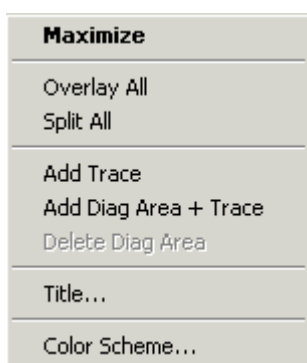 Maximize
Overlay All
Split All
Add Trace
Add Diag Area + Trace
Delete Diag Area
Title...
Color Scheme...